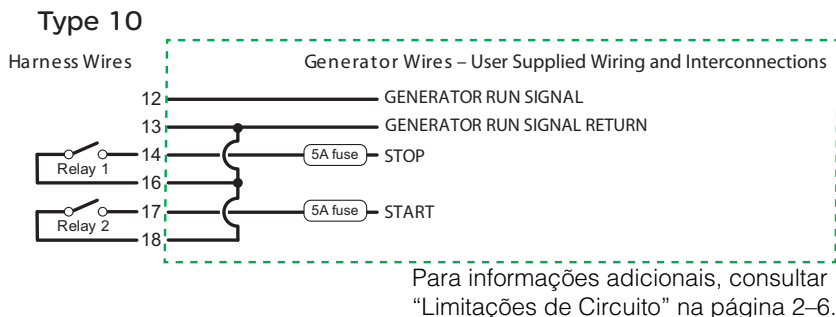 Type 10
Harness Wires
Generator Wires – User Supplied Wiring and Interconnections
12 GENERATOR RUN SIGNAL
13 GENERATOR RUN SIGNAL RETURN
14 5A fuse STOP
Relay 1
16
17 5A fuse START
Relay 2
18
Para informações adicionais, consultar
“Limitações de Circuito” na página 2–6.